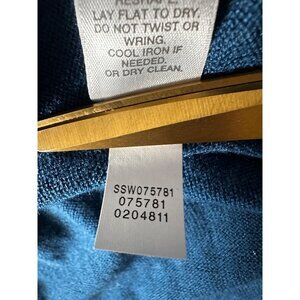 RESHAPE.
LAY FLAT TO DRY,
DO NOT TWIST OR
WRING.
COOL IRON IF
NEEDED.
OR DRY CLEAN.
SSW075781
075781
0204811